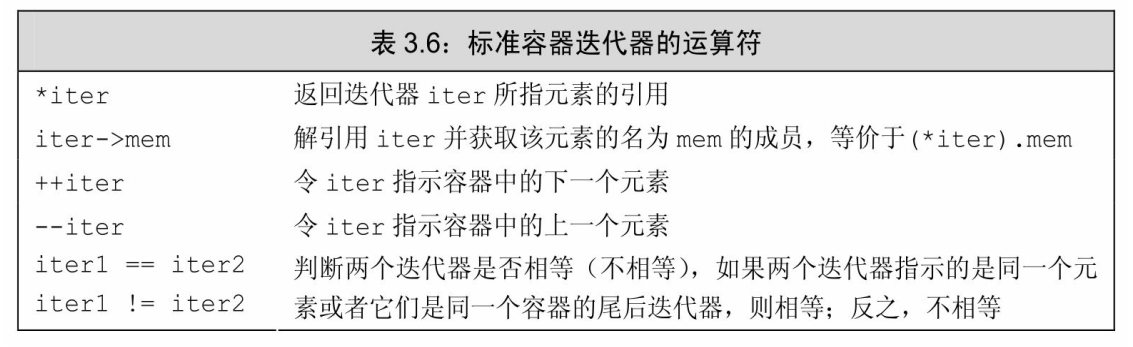 表 3.6：标准容器迭代器的运算符
*iter 返回迭代器 iter 所指元素的引用
iter->mem 解引用 iter 并获取该元素的名为 mem 的成员，等价于(*iter).mem
++iter 令 iter 指示容器中的下一个元素
--iter 令 iter 指示容器中的上一个元素
iter1 == iter2 判断两个迭代器是否相等（不相等），如果两个迭代器指示的是同一个元
iter1 != iter2 素或者它们是同一个容器的尾后迭代器，则相等；反之，不相等